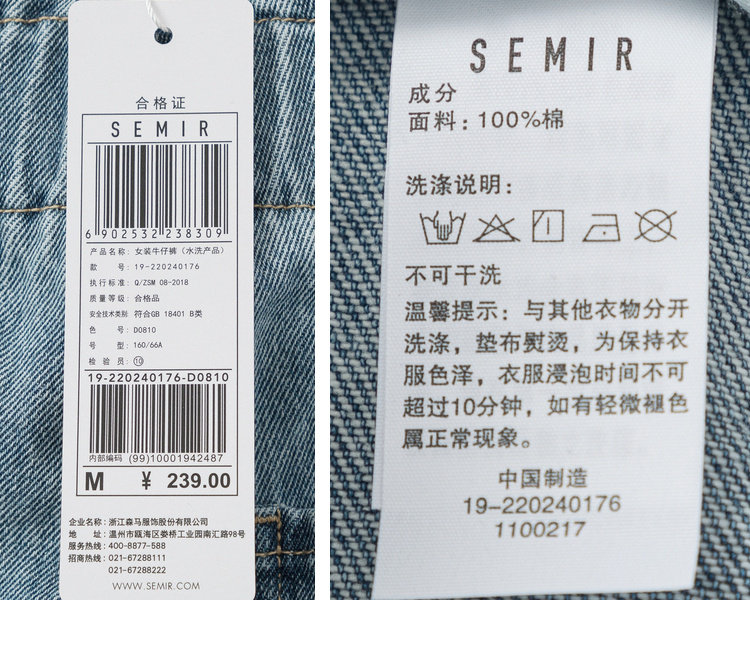 合格证
SEMIR
6 902532 238309
产品名称: 女装牛仔裤（水洗产品）
款 号: 19-220240176
执行标准: Q/ZSM 08-2018
质量等级: 合格品
安全技术类别: 符合GB 18401 B类
色 号: D0810
号 型: 160/66A
检 验 员: ⑩
19-220240176-D0810
内部编码 (99)10001942487
M ¥ 239.00
企业名称: 浙江森马服饰股份有限公司
地 址: 温州市瓯海区娄桥工业园南汇路98号
服务热线: 400-8877-588
招商热线: 021-67288111
021-67288222
WWW.SEMIR.COM
SEMIR
成分
面料: 100%棉
洗涤说明:
不可干洗
温馨提示: 与其他衣物分开
洗涤，垫布熨烫，为保持衣
服色泽，衣服浸泡时间不可
超过10分钟，如有轻微褪色
属正常现象。
中国制造
19-220240176
1100217